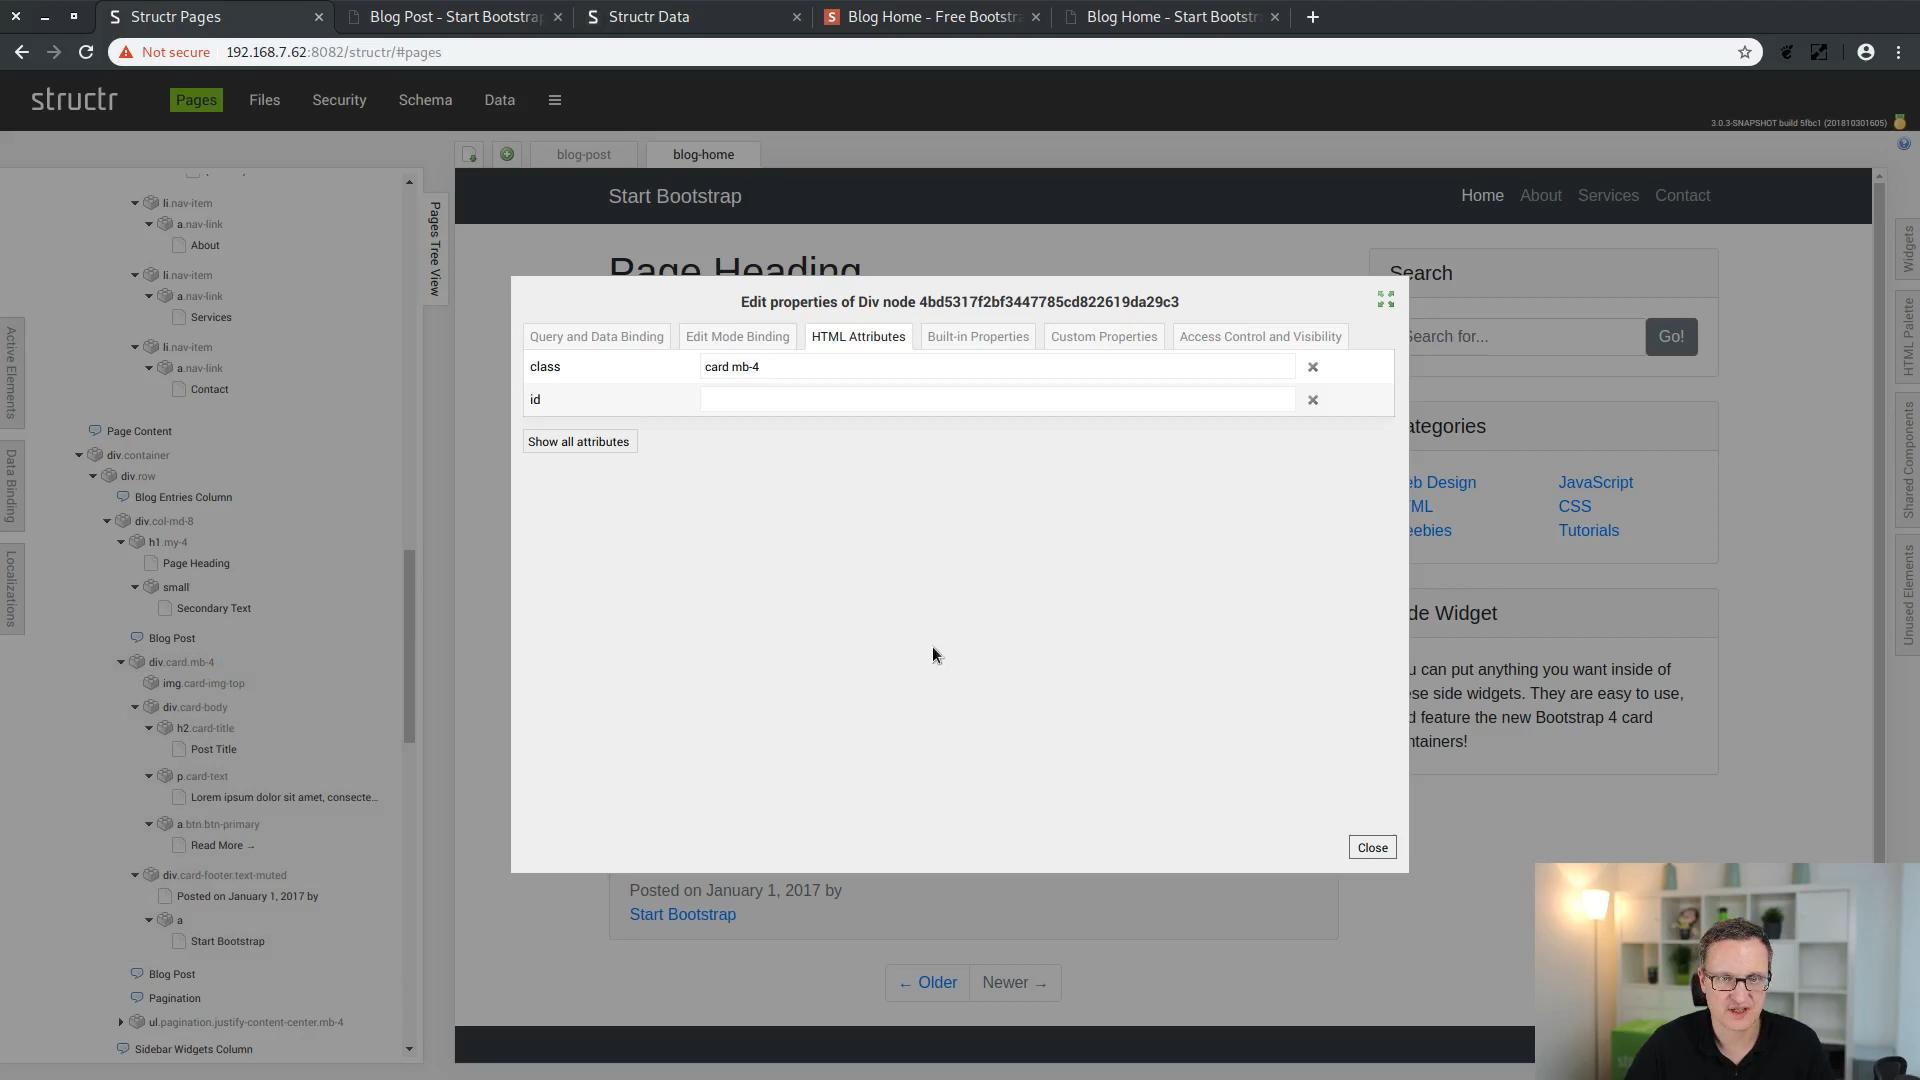 Structr Pages
Blog Post - Start Bootstrap
Structr Data
Blog Home - Free Bootstr
Blog Home - Start Bootstr
Not secure
192.168.7.62:8082/structr/#pages
structr
Pages
Files
Security
Schema
Data
3.0.3-SNAPSHOT build 5fbc1 (201810301605)
blog-post
blog-home
li.nav-item
a.nav-link
About
li.nav-item
a.nav-link
Services
li.nav-item
a.nav-link
Contact
Page Content
div.container
div.row
Blog Entries Column
div.col-md-8
h1.my-4
Page Heading
small
Secondary Text
Blog Post
div.card.mb-4
img.card-img-top
div.card-body
h2.card-title
Post Title
p.card-text
Lorem ipsum dolor sit amet, consecte…
a.btn.btn-primary
Read More →
div.card-footer.text-muted
Posted on January 1, 2017 by
a
Start Bootstrap
Blog Post
Pagination
ul.pagination.justify-content-center.mb-4
Sidebar Widgets Column
Active Elements
Data Binding
Localizations
Pages Tree View
Start Bootstrap
Home
About
Services
Contact
Page Heading
Search
Search for...
Go!
ategories
eb Design
JavaScript
ML
CSS
eebies
Tutorials
de Widget
u can put anything you want inside of
ese side widgets. They are easy to use,
d feature the new Bootstrap 4 card
ntainers!
Edit properties of Div node 4bd5317f2bf3447785cd822619da29c3
Query and Data Binding
Edit Mode Binding
HTML Attributes
Built-in Properties
Custom Properties
Access Control and Visibility
class
card mb-4
id
Show all attributes
Close
Posted on January 1, 2017 by
Start Bootstrap
← Older
Newer →
Widgets
HTML Palette
Shared Components
Unused Elements